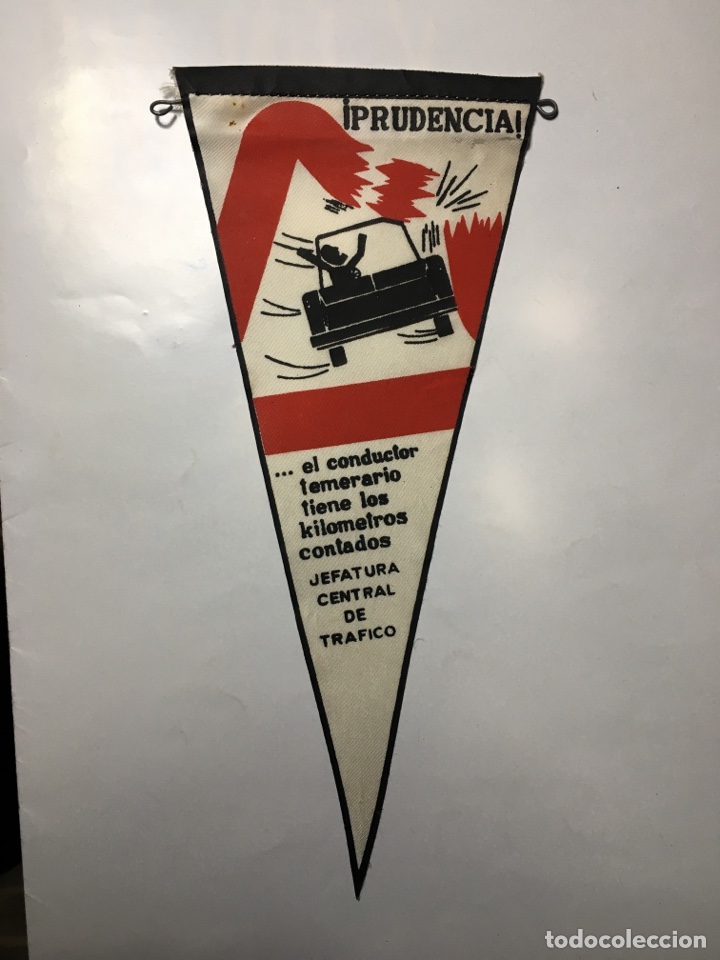 ¡PRUDENCIA!
... el conductor
temerario
tiene los
kilometros
contados
JEFATURA
CENTRAL
DE
TRAFICO
todocoleccion